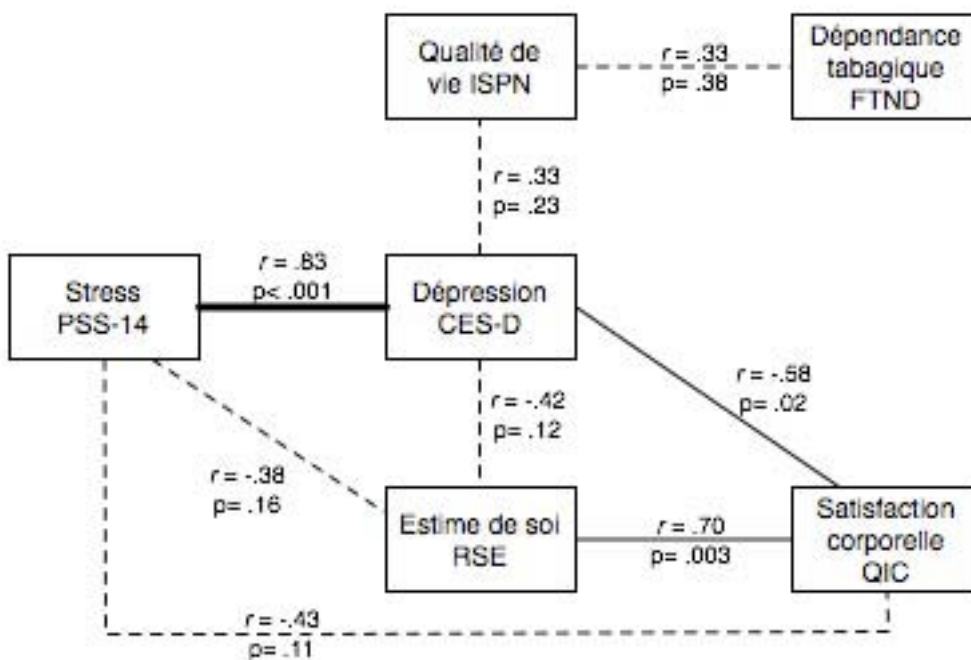 Qualité de
vie ISPN
r = .33
p= .38
Dépendance
tabagique
FTND
r = .33
p= .23
Stress
PSS-14
r = .83
p< .001
Dépression
CES-D
r = -.58
p= .02
r = -.42
p= .12
r = -.38
p= .16
Estime de soi
RSE
r = .70
p= .003
Satisfaction
corporelle
QIC
r = -.43
p= .11